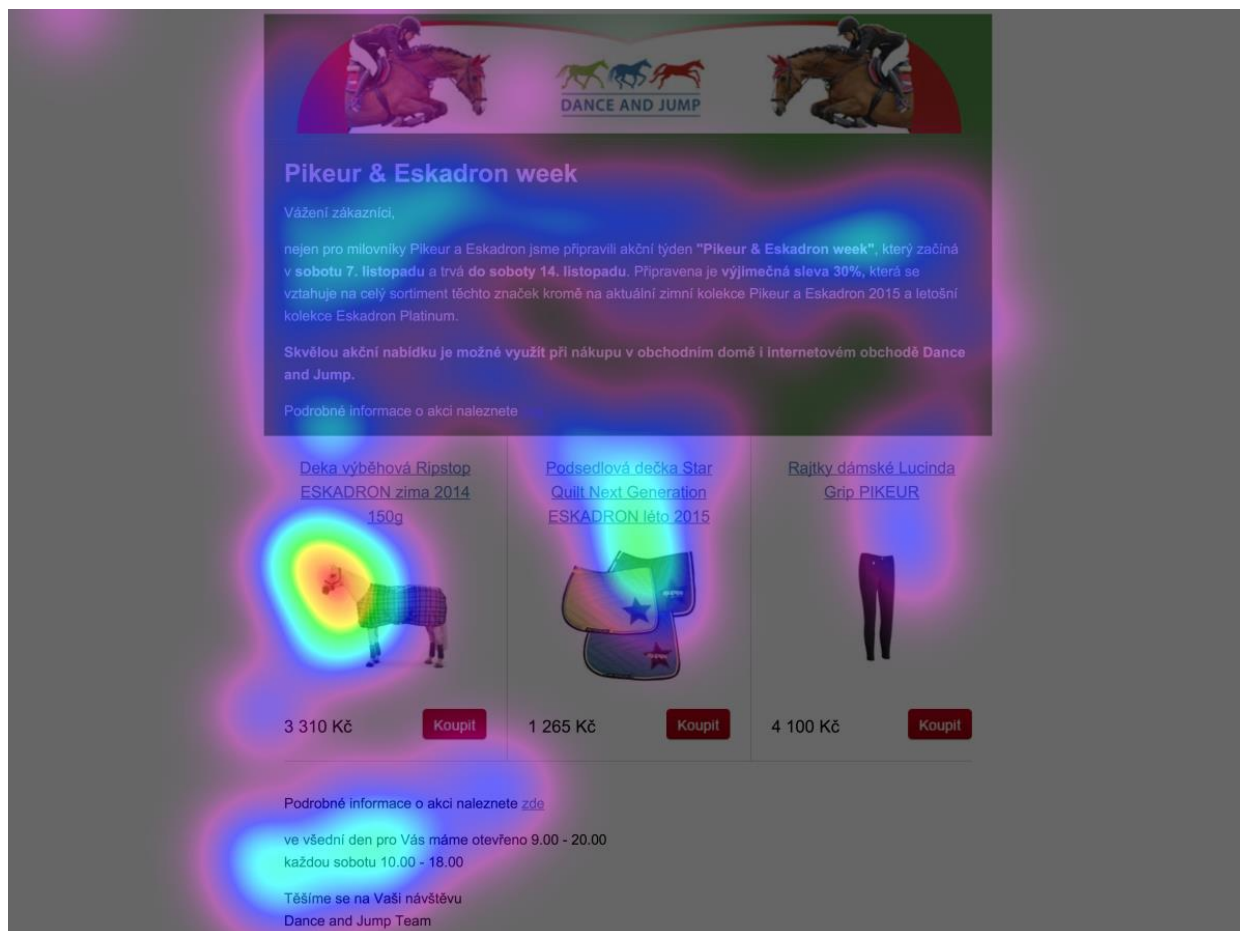 DANCE AND JUMP
Pikeur & Eskadron week
Vážení zákazníci,
nejen pro milovníky Pikeur a Eskadron jsme připravili akční týden "Pikeur & Eskadron week", který začíná
v sobotu 7. listopadu a trvá do soboty 14. listopadu. Připravena je výjimečná sleva 30%, která se
vztahuje na celý sortiment těchto značek kromě na aktuální zimní kolekce Pikeur a Eskadron 2015 a letošní
kolekce Eskadron Platinum.
Skvělou akční nabídku je možné využít při nákupu v obchodním domě i internetovém obchodě Dance
and Jump.
Podrobné informace o akci naleznete
Deka výběhová Ripstop
ESKADRON zima 2014
150g
Podsedlová dečka Star
Quilt Next Generation
ESKADRON léto 2015
Rajtky dámské Lucinda
Grip PIKEUR
3 310 Kč Koupit 1 265 Kč Koupit 4 100 Kč Koupit
Podrobné informace o akci naleznete zde
ve všední den pro Vás máme otevřeno 9.00 - 20.00
každou sobotu 10.00 - 18.00
Těšíme se na Vaši návštěvu
Dance and Jump Team